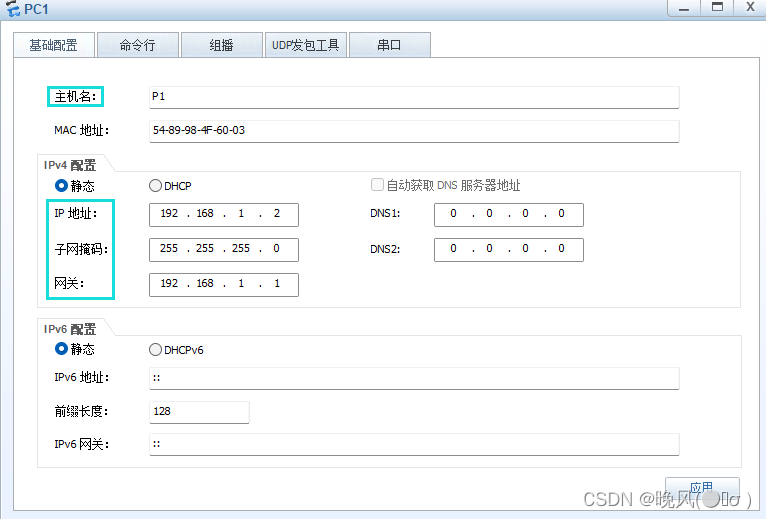 PC1
基础配置 命令行 组播 UDP发包工具 串口
主机名: P1
MAC 地址: 54-89-98-4F-60-03
IPv4 配置
静态 DHCP 自动获取 DNS 服务器地址
IP 地址: 192 . 168 . 1 . 2 DNS1: 0 . 0 . 0 . 0
子网掩码: 255 . 255 . 255 . 0 DNS2: 0 . 0 . 0 . 0
网关: 192 . 168 . 1 . 1
IPv6 配置
静态 DHCPv6
IPv6 地址: ::
前缀长度: 128
IPv6 网关: ::
应用
CSDN @晚风